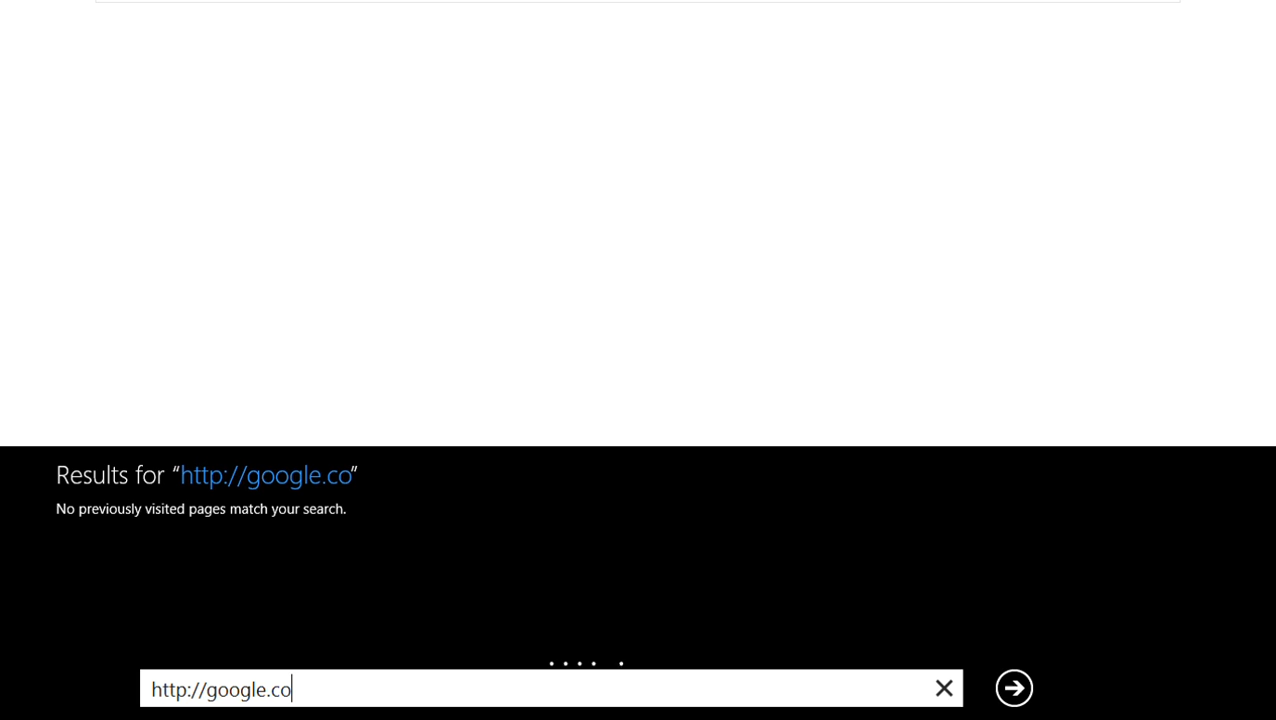 Results for “http://google.co”
No previously visited pages match your search.
http://google.co